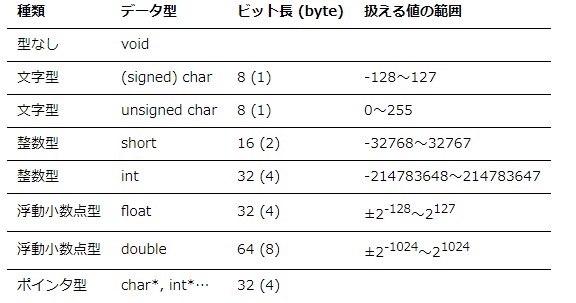 種類 データ型 ビット長 (byte) 扱える値の範囲
型なし void
文字型 (signed) char 8 (1) -128～127
文字型 unsigned char 8 (1) 0～255
整数型 short 16 (2) -32768～32767
整数型 int 32 (4) -214783648～214783647
浮動小数点型 float 32 (4) ±2-128～2127
浮動小数点型 double 64 (8) ±2-1024～21024
ポインタ型 char*, int*… 32 (4)